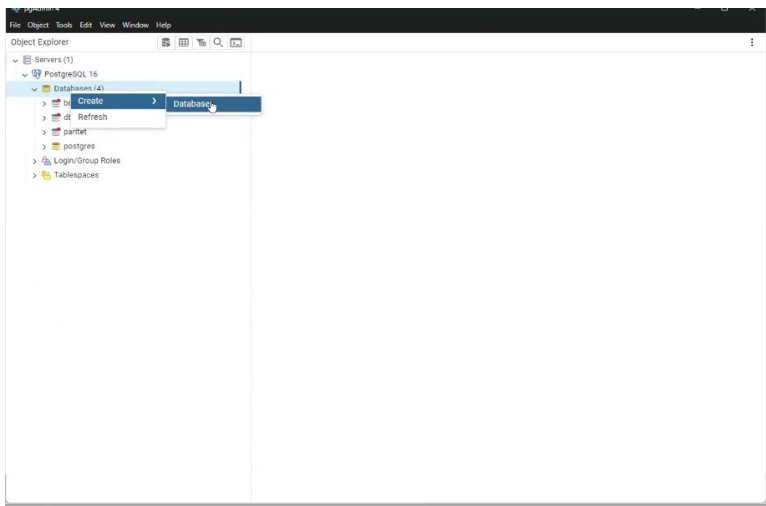 pgAdmin 4
File Object Tools Edit View Window Help
Object Explorer
Servers (1)
PostgreSQL 16
Databases (4)
Create
Database
Refresh
paritet
postgres
Login/Group Roles
Tablespaces